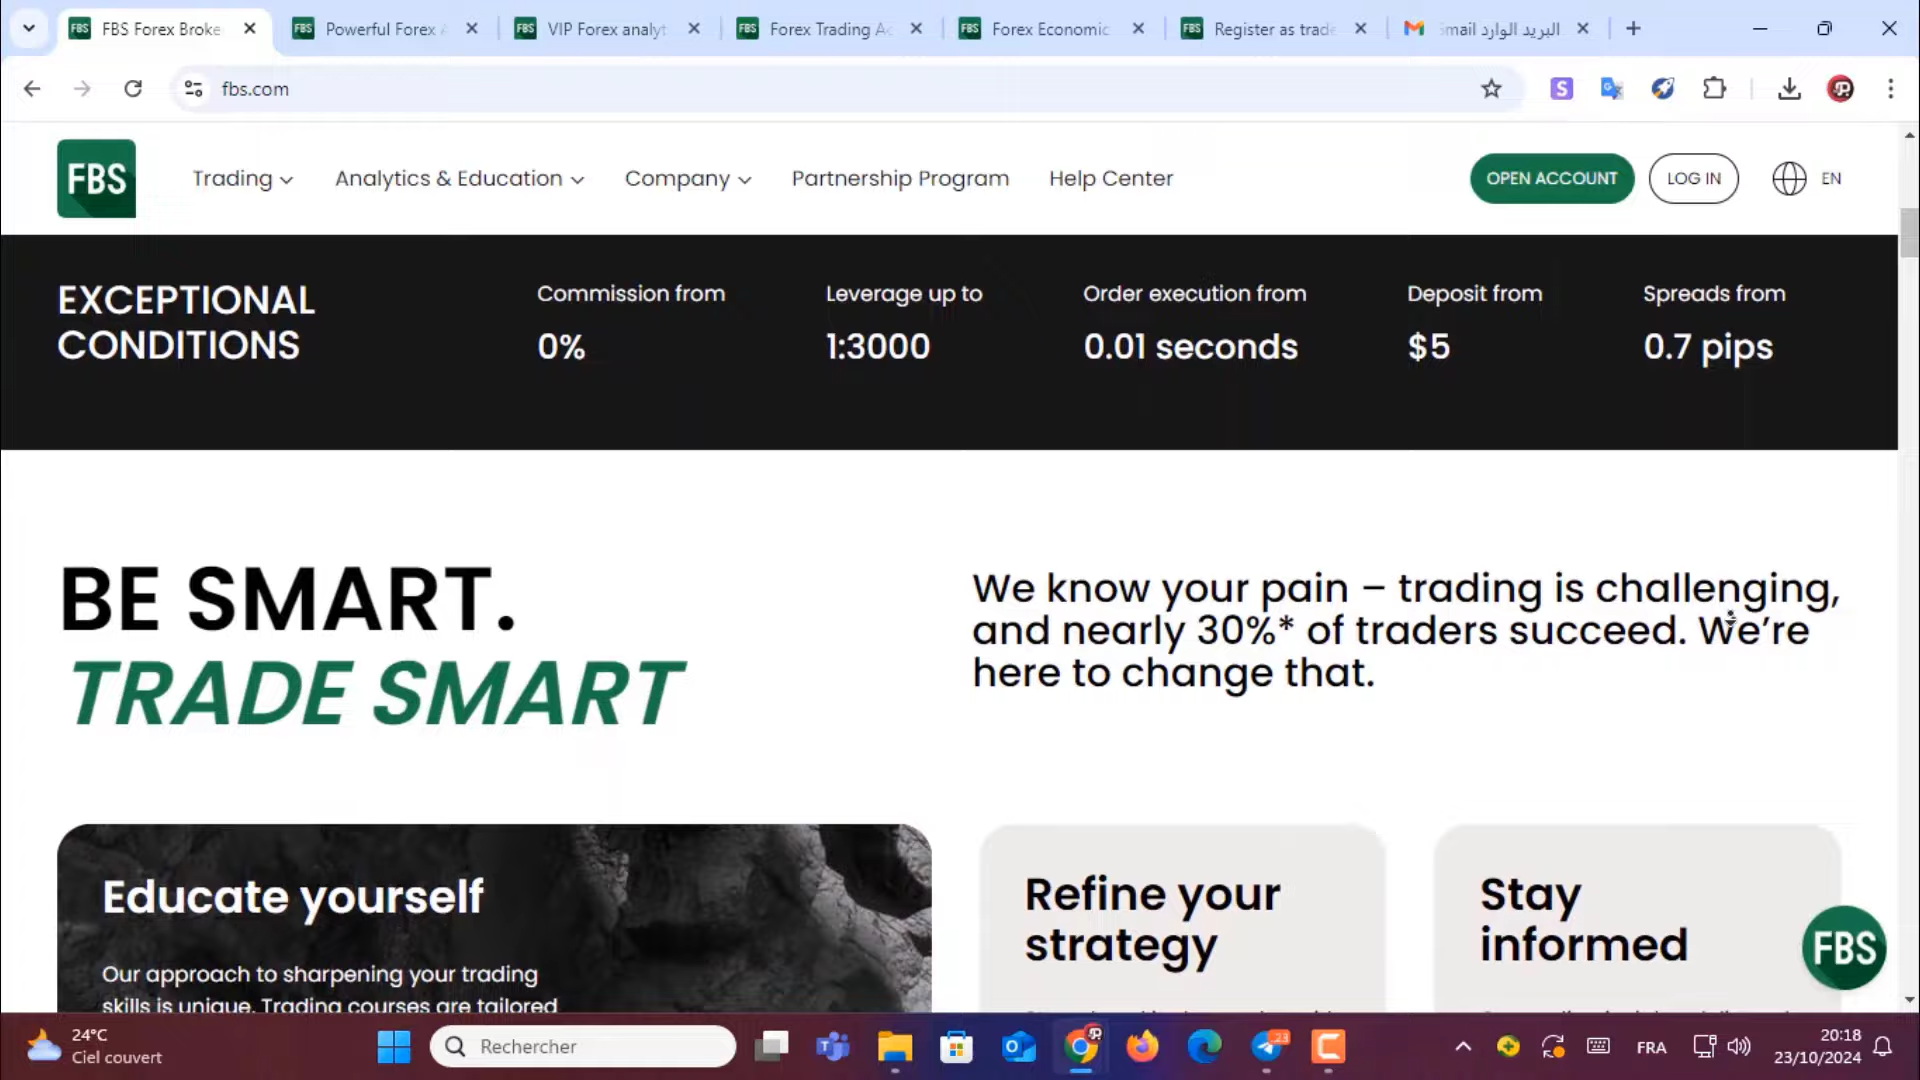 FBS Forex Broke
Powerful Forex
VIP Forex analyt
Forex Trading Ac
Forex Economic
Register as trade
البريد الوارد
fbs.com
FBS
Trading
Analytics & Education
Company
Partnership Program
Help Center
OPEN ACCOUNT
LOG IN
EN
EXCEPTIONAL
CONDITIONS
Commission from
0%
Leverage up to
1:3000
Order execution from
0.01 seconds
Deposit from
$5
Spreads from
0.7 pips
BE SMART.
TRADE SMART
We know your pain – trading is challenging,
and nearly 30%* of traders succeed. We’re
here to change that.
Educate yourself
Our approach to sharpening your trading
skills is unique. Trading courses are tailored
Refine your
strategy
Stay
informed
FBS
24°C
Ciel couvert
Rechercher
23
FRA
20:18
23/10/2024